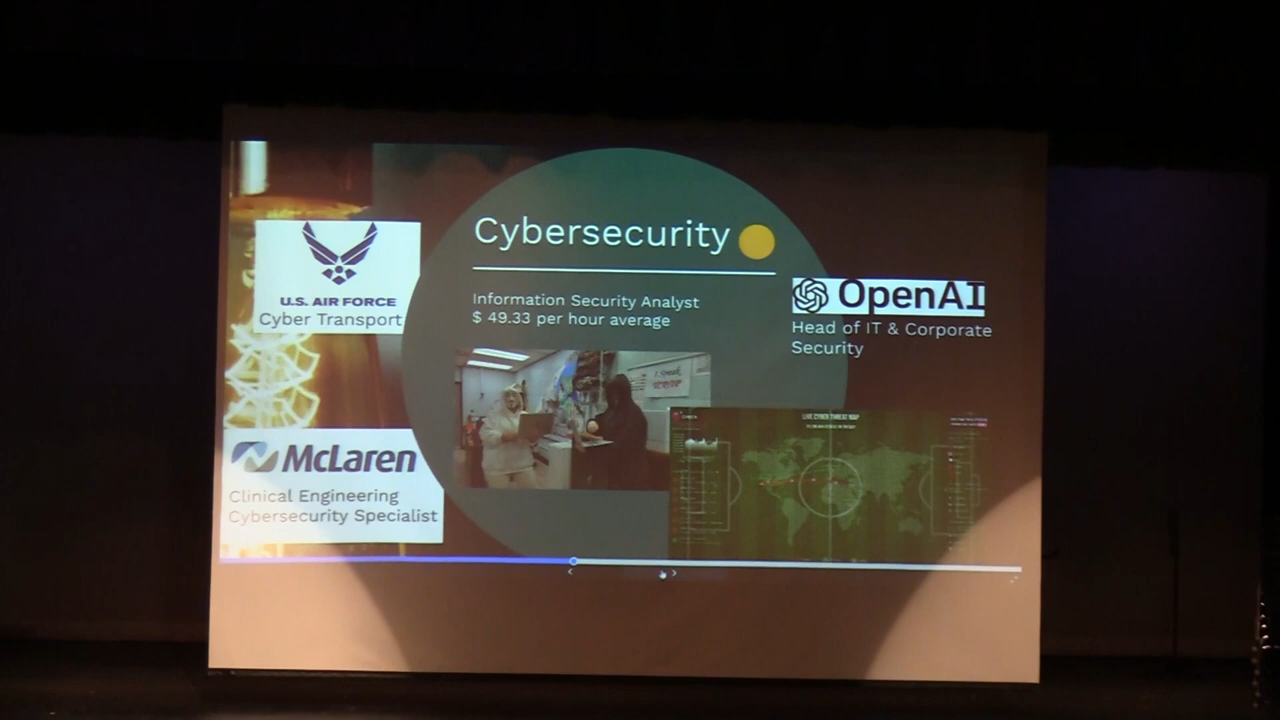 Cybersecurity
Information Security Analyst
$ 49.33 per hour average
U.S. AIR FORCE
Cyber Transport
OpenAI
Head of IT & Corporate
Security
McLaren
Clinical Engineering
Cybersecurity Specialist
LIVE CYBER THREAT MAP